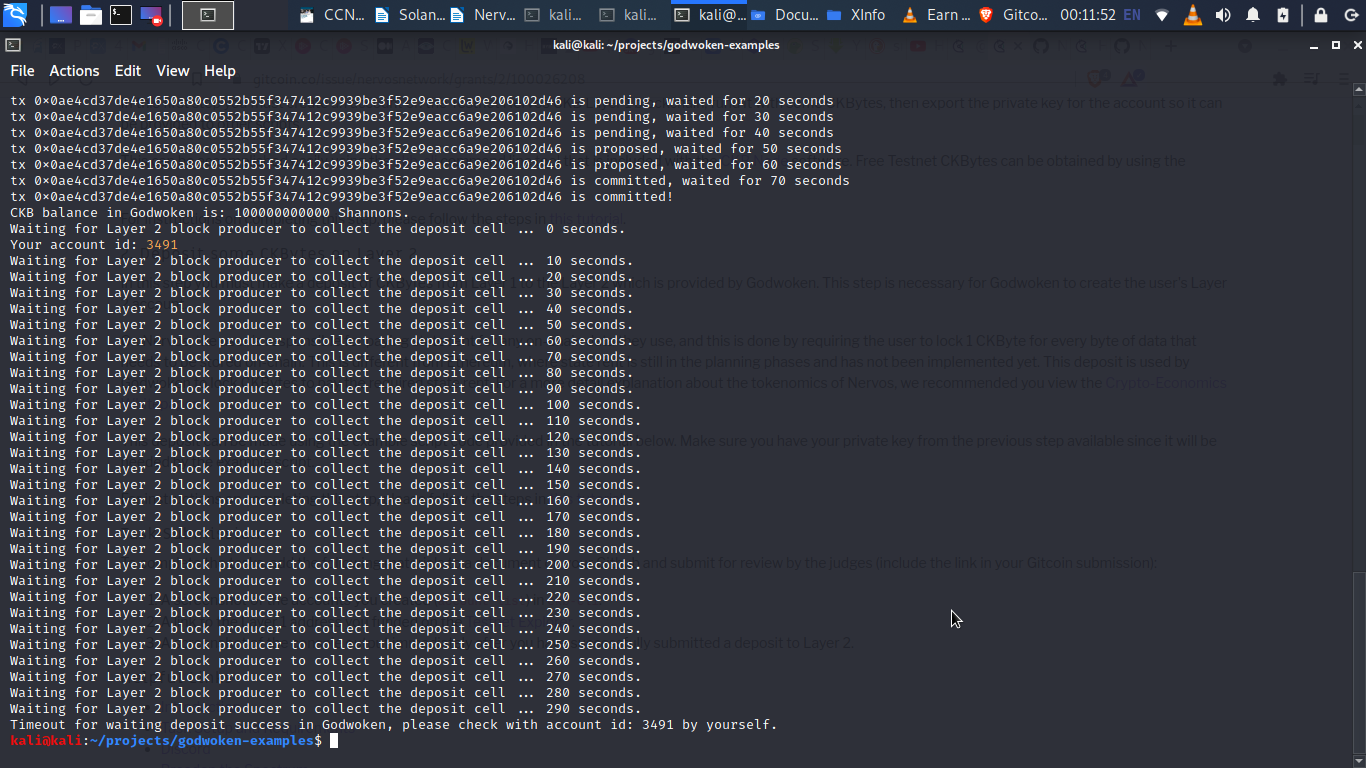 CCN...
Solan...
Nerv...
kali...
kali...
kali@...
Docu...
XInfo
Earn ...
Gitco...
00:11:52
EN
kali@kali: ~/projects/godwoken-examples
File Actions Edit View Help
tx 0×0ae4cd37de4e1650a80c0552b55f347412c9939be3f52e9eacc6a9e206102d46 is pending, waited for 20 seconds
tx 0×0ae4cd37de4e1650a80c0552b55f347412c9939be3f52e9eacc6a9e206102d46 is pending, waited for 30 seconds
tx 0×0ae4cd37de4e1650a80c0552b55f347412c9939be3f52e9eacc6a9e206102d46 is pending, waited for 40 seconds
tx 0×0ae4cd37de4e1650a80c0552b55f347412c9939be3f52e9eacc6a9e206102d46 is proposed, waited for 50 seconds
tx 0×0ae4cd37de4e1650a80c0552b55f347412c9939be3f52e9eacc6a9e206102d46 is proposed, waited for 60 seconds
tx 0×0ae4cd37de4e1650a80c0552b55f347412c9939be3f52e9eacc6a9e206102d46 is committed, waited for 70 seconds
tx 0×0ae4cd37de4e1650a80c0552b55f347412c9939be3f52e9eacc6a9e206102d46 is committed!
CKB balance in Godwoken is: 100000000000 Shannons.
Waiting for Layer 2 block producer to collect the deposit cell ... 0 seconds.
Your account id: 3491
Waiting for Layer 2 block producer to collect the deposit cell ... 10 seconds.
Waiting for Layer 2 block producer to collect the deposit cell ... 20 seconds.
Waiting for Layer 2 block producer to collect the deposit cell ... 30 seconds.
Waiting for Layer 2 block producer to collect the deposit cell ... 40 seconds.
Waiting for Layer 2 block producer to collect the deposit cell ... 50 seconds.
Waiting for Layer 2 block producer to collect the deposit cell ... 60 seconds.
Waiting for Layer 2 block producer to collect the deposit cell ... 70 seconds.
Waiting for Layer 2 block producer to collect the deposit cell ... 80 seconds.
Waiting for Layer 2 block producer to collect the deposit cell ... 90 seconds.
Waiting for Layer 2 block producer to collect the deposit cell ... 100 seconds.
Waiting for Layer 2 block producer to collect the deposit cell ... 110 seconds.
Waiting for Layer 2 block producer to collect the deposit cell ... 120 seconds.
Waiting for Layer 2 block producer to collect the deposit cell ... 130 seconds.
Waiting for Layer 2 block producer to collect the deposit cell ... 140 seconds.
Waiting for Layer 2 block producer to collect the deposit cell ... 150 seconds.
Waiting for Layer 2 block producer to collect the deposit cell ... 160 seconds.
Waiting for Layer 2 block producer to collect the deposit cell ... 170 seconds.
Waiting for Layer 2 block producer to collect the deposit cell ... 180 seconds.
Waiting for Layer 2 block producer to collect the deposit cell ... 190 seconds.
Waiting for Layer 2 block producer to collect the deposit cell ... 200 seconds.
Waiting for Layer 2 block producer to collect the deposit cell ... 210 seconds.
Waiting for Layer 2 block producer to collect the deposit cell ... 220 seconds.
Waiting for Layer 2 block producer to collect the deposit cell ... 230 seconds.
Waiting for Layer 2 block producer to collect the deposit cell ... 240 seconds.
Waiting for Layer 2 block producer to collect the deposit cell ... 250 seconds.
Waiting for Layer 2 block producer to collect the deposit cell ... 260 seconds.
Waiting for Layer 2 block producer to collect the deposit cell ... 270 seconds.
Waiting for Layer 2 block producer to collect the deposit cell ... 280 seconds.
Waiting for Layer 2 block producer to collect the deposit cell ... 290 seconds.
Timeout for waiting deposit success in Godwoken, please check with account id: 3491 by yourself.
kali@kali:~/projects/godwoken-examples$